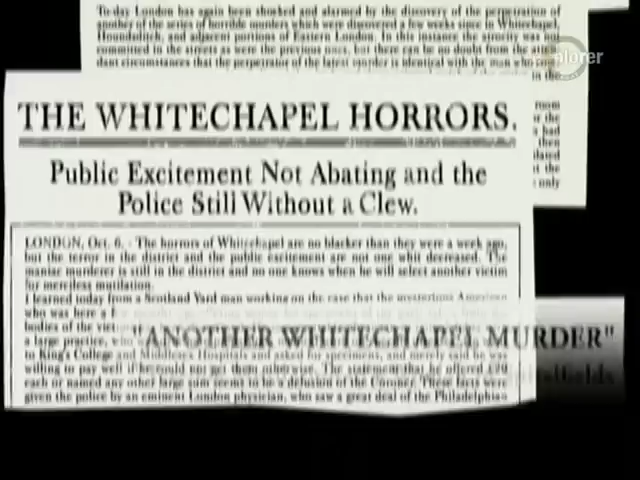 To-day London has again been shocked and alarmed by the discovery of the perpetration of
another of the series of horrible murders which were discovered a few weeks since in Whitechapel,
Houndsditch, and adjacent portions of Eastern London. In this instance the atrocity was not
committed in the streets as were the previous ones, but there can be no doubt from the
dant circumstances that the perpetrator of the latest murder is identical with the man who
in the
xplorer
THE WHITECHAPEL HORRORS.
Public Excitement Not Abating and the
Police Still Without a Clew.
LONDON, Oct. 6. - The horrors of Whitechapel are no blacker than they were a week ago,
but the terror in the district and the public excitement are not one whit decreased. The
maniac murderer is still in the district and no one knows when he will select another victim
for merciless mutilation.
I learned today from a Scotland Yard man working on the case that the mysterious American
who was here a f
bodies of the vict
a large practice,
to King's College and Middlesex Hospitals and asked for specimens, and merely said he was
willing to pay well if he could not get them otherwise. The statement that he offered £20
each or named any other large sum seems to be a delusion of the Coroner. These facts were
given the police by an eminent London physician, who saw a great deal of the Philadelphian
"ANOTHER WHITECHAPEL MURDER"